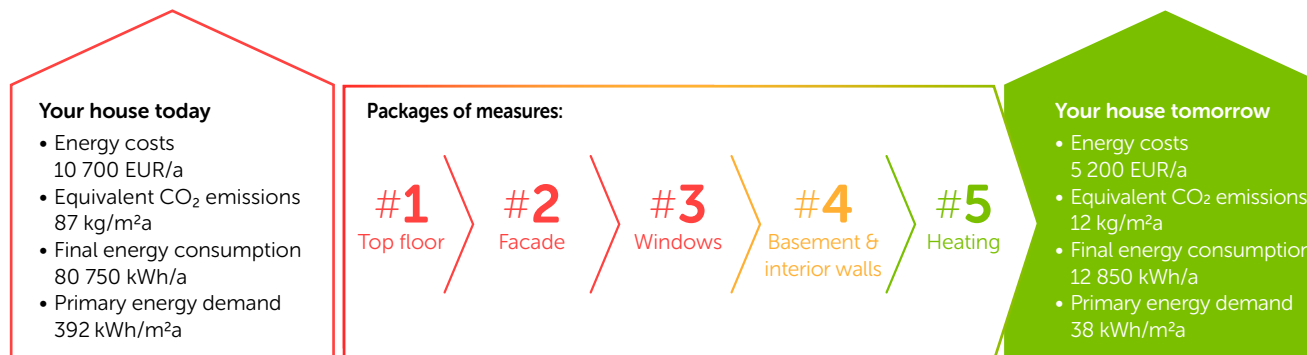 Your house today
• Energy costs
10 700 EUR/a
• Equivalent CO₂ emissions
87 kg/m²a
• Final energy consumption
80 750 kWh/a
• Primary energy demand
392 kWh/m²a
Packages of measures:
#1
Top floor
#2
Facade
#3
Windows
#4
Basement &
interior walls
#5
Heating
Your house tomorrow
• Energy costs
5 200 EUR/a
• Equivalent CO₂ emissions
12 kg/m²a
• Final energy consumption
12 850 kWh/a
• Primary energy demand
38 kWh/m²a